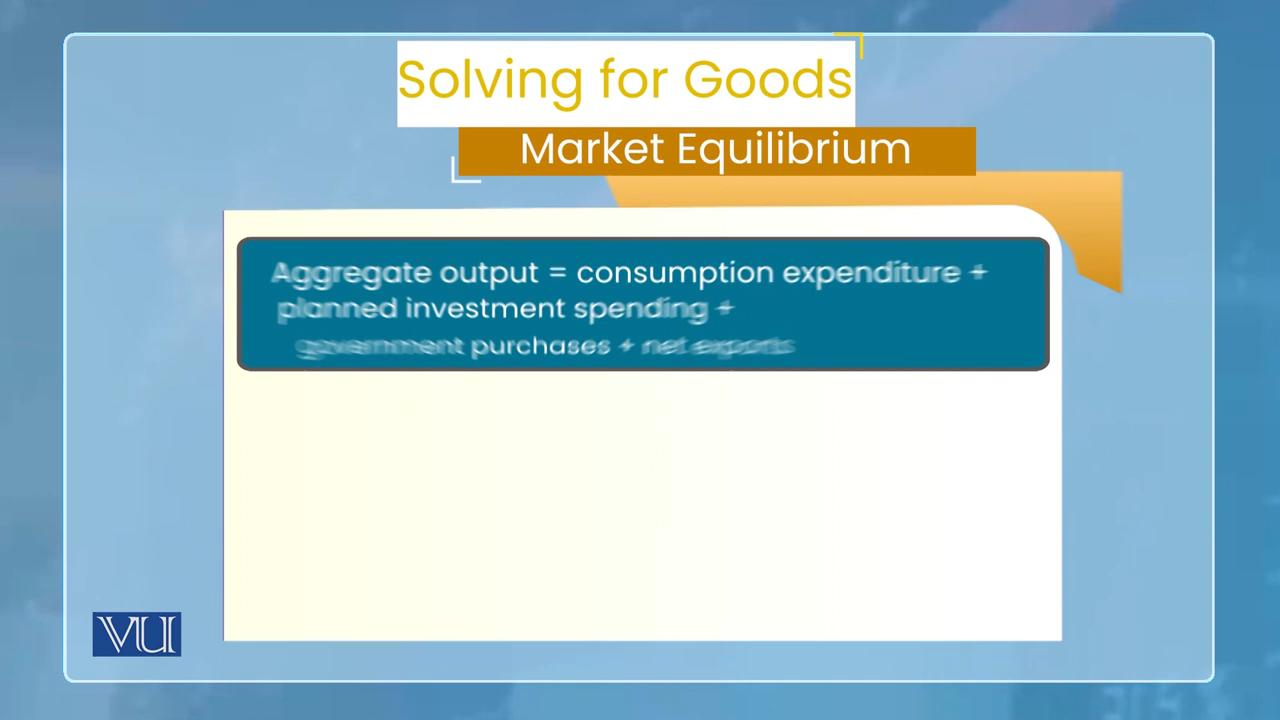 Solving for Goods
Market Equilibrium
Aggregate output = consumption expenditure +
planned investment spending +
government purchases + net exports
VU